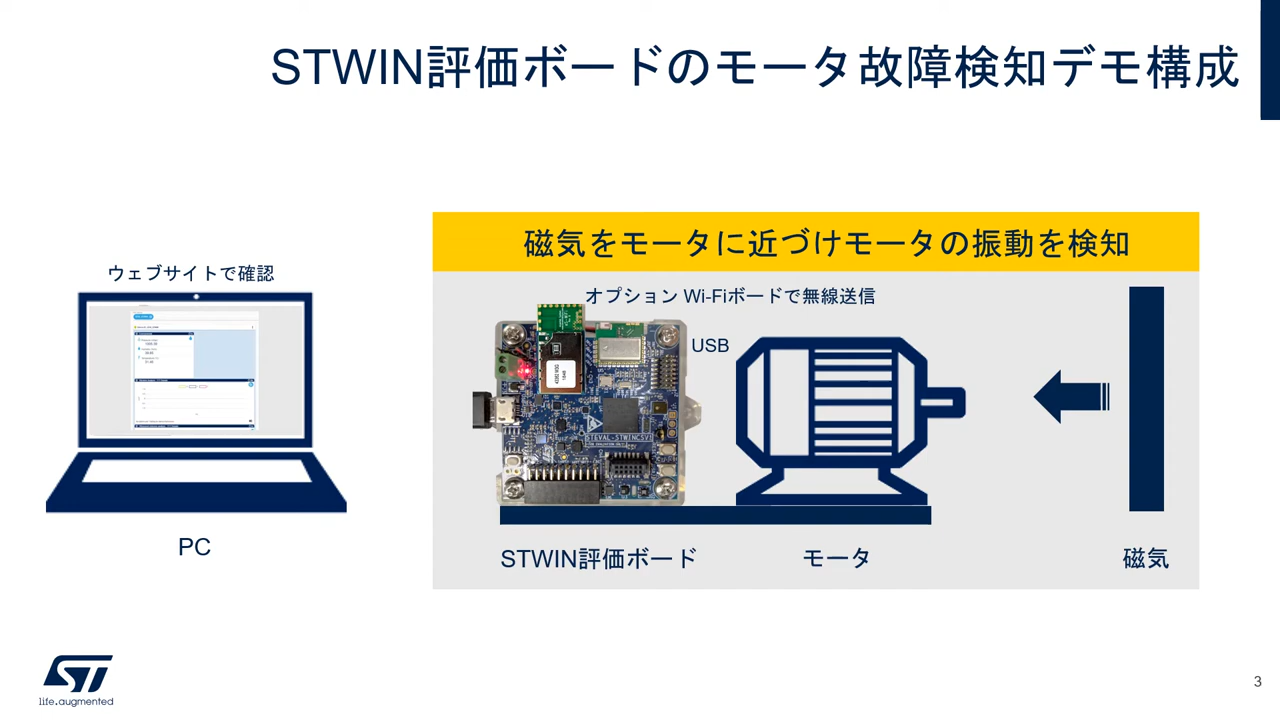 STWIN評価ボードのモータ故障検知デモ構成
磁気をモータに近づけモータの振動を検知
ウェブサイトで確認
オプション Wi-Fiボードで無線送信
USB
STEVAL-STWINCSV1
PC
STWIN評価ボード
モータ
磁気
ST
life.augmented
3